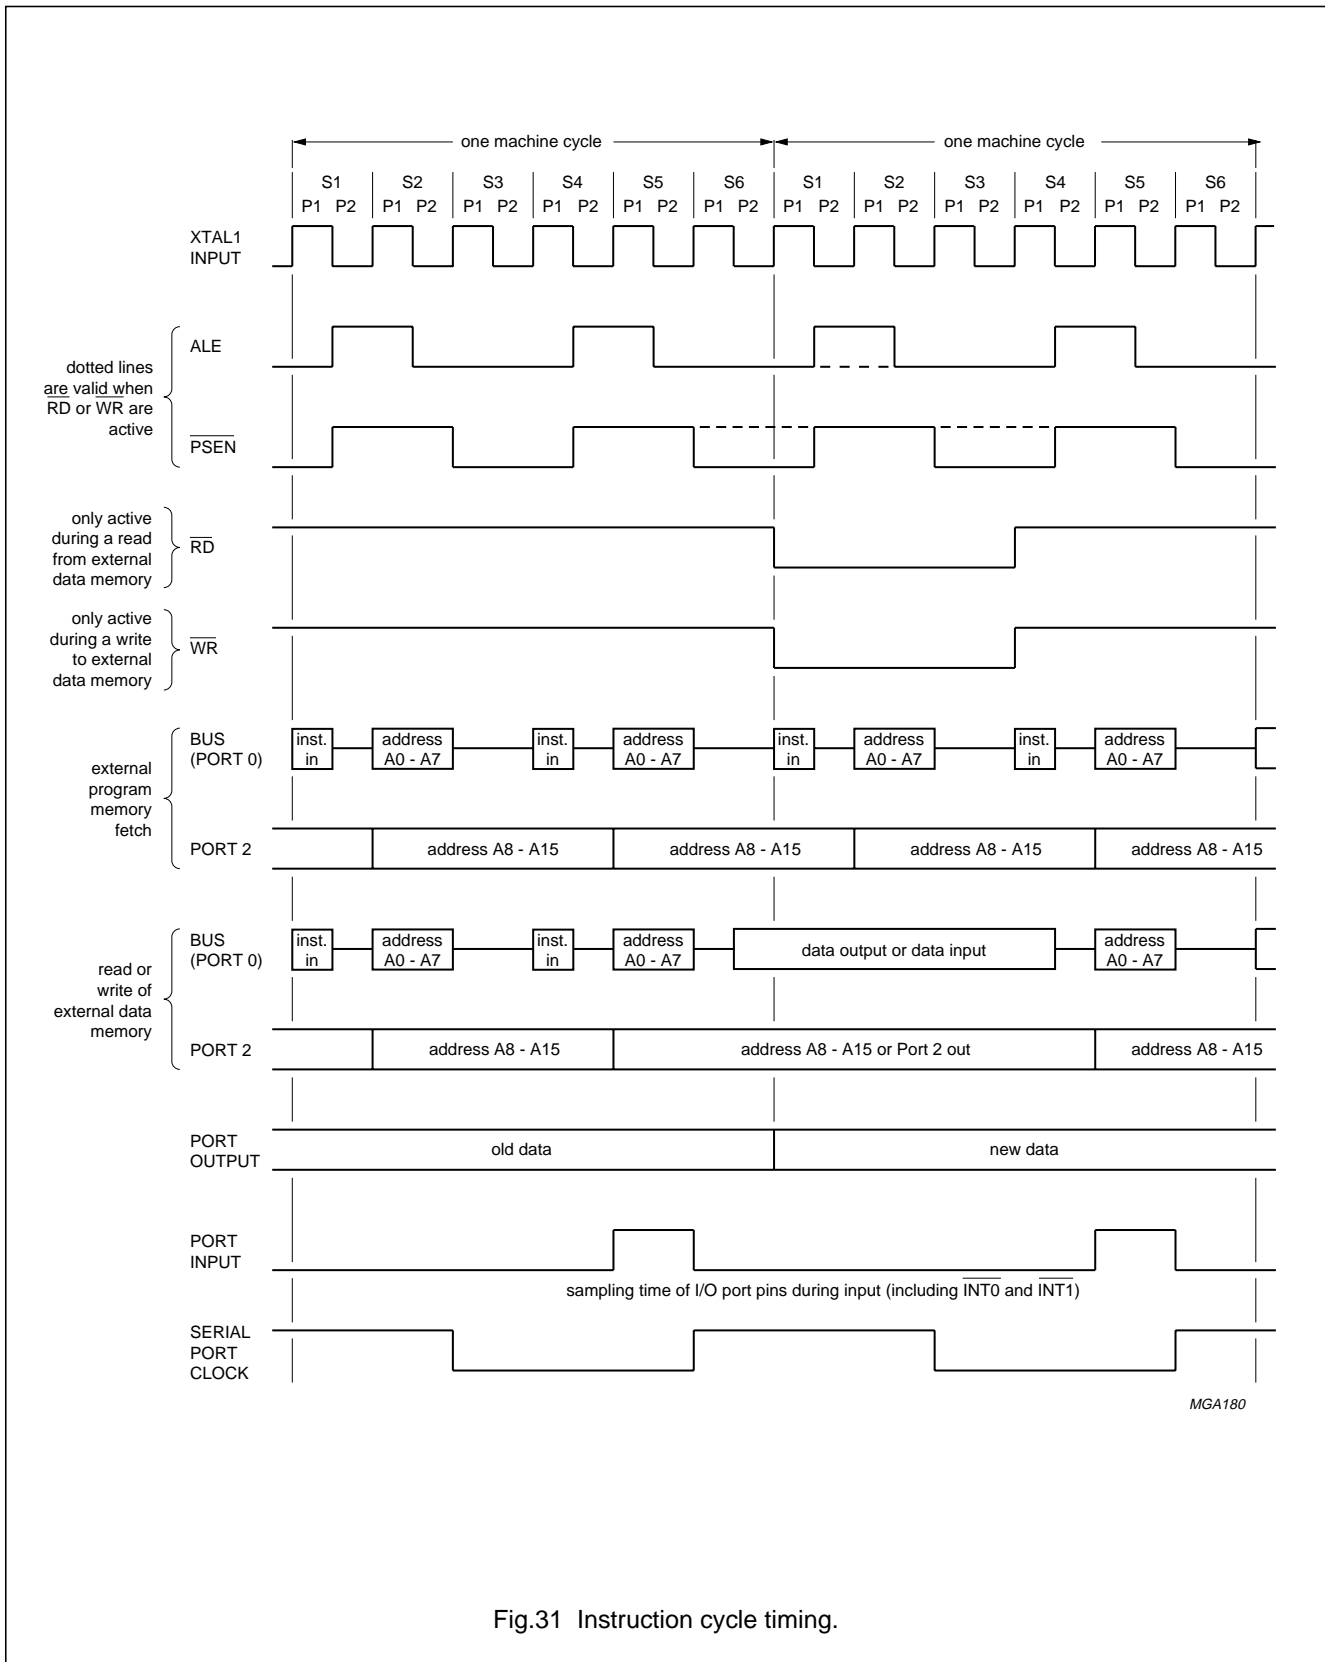 one machine cycle one machine cycle
S1 S2 S3 S4 S5 S6 S1 S2 S3 S4 S5 S6
P1 P2 P1 P2 P1 P2 P1 P2 P1 P2 P1 P2 P1 P2 P1 P2 P1 P2 P1 P2 P1 P2 P1 P2
XTAL1
INPUT
dotted lines
are valid when
R̅D̅ or W̅R̅ are
active
ALE
P̅S̅E̅N̅
only active
during a read
from external
data memory
R̅D̅
only active
during a write
to external
data memory
W̅R̅
external
program
memory
fetch
BUS
(PORT 0)
inst. address inst. address inst. address inst. address
in A0 - A7 in A0 - A7 in A0 - A7 in A0 - A7
PORT 2 address A8 - A15 address A8 - A15 address A8 - A15 address A8 - A15
read or
write of
external data
memory
BUS
(PORT 0)
inst. address inst. address data output or data input address
in A0 - A7 in A0 - A7 A0 - A7
PORT 2 address A8 - A15 address A8 - A15 or Port 2 out address A8 - A15
PORT
OUTPUT
old data new data
PORT
INPUT
sampling time of I/O port pins during input (including I̅N̅T̅0̅ and I̅N̅T̅1̅)
SERIAL
PORT
CLOCK
MGA180
Fig.31 Instruction cycle timing.